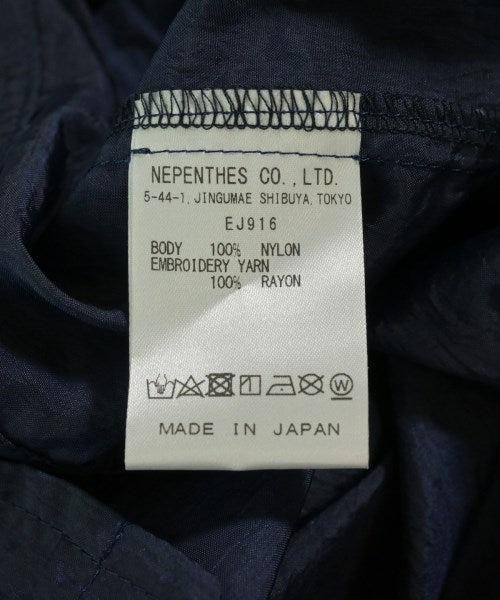 NEPENTHES CO.,LTD.
5-44-1, JINGUMAE SHIBUYA, TOKYO
EJ916
BODY 100% NYLON
EMBROIDERY YARN
100% RAYON
W
MADE IN JAPAN